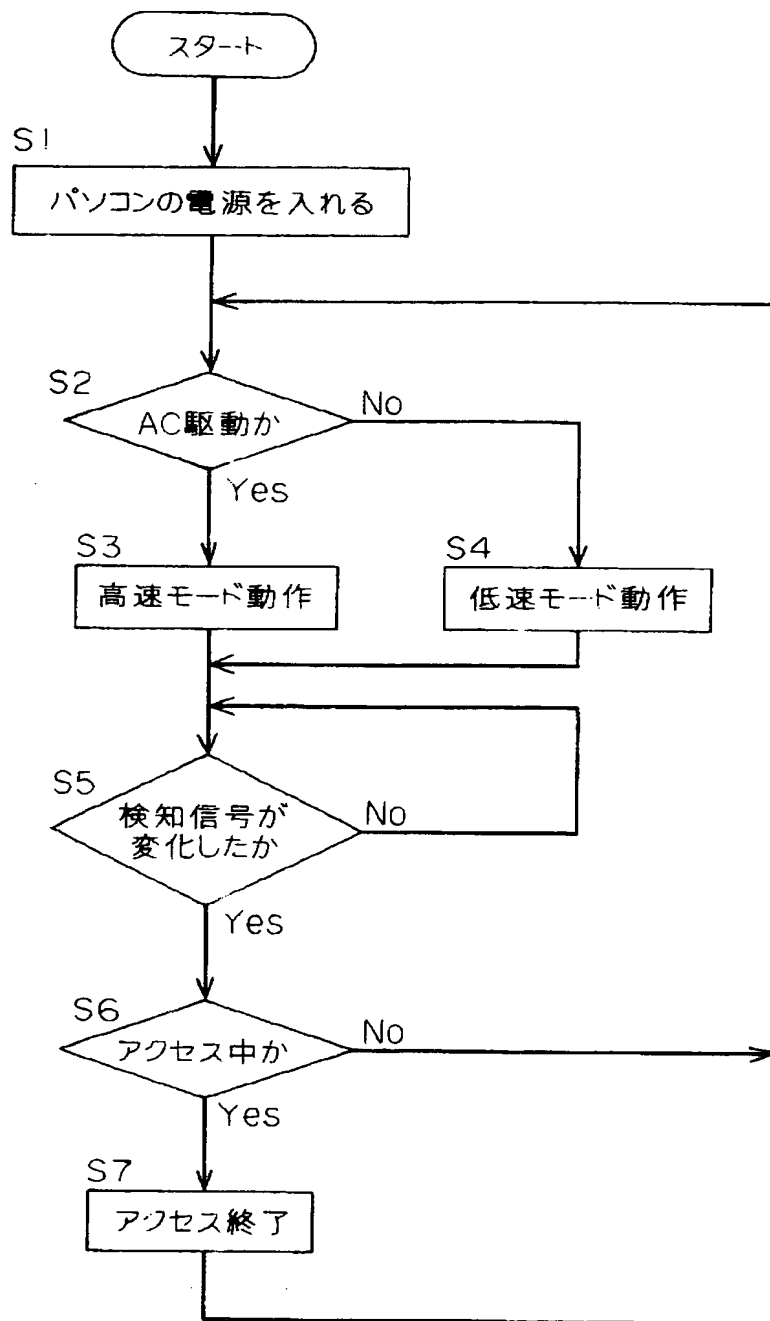 スタート
S1
パソコンの電源を入れる
S2
AC駆動か
No
Yes
S3
高速モード動作
S4
低速モード動作
S5
検知信号が
変化したか
No
Yes
S6
アクセス中か
No
Yes
S7
アクセス終了